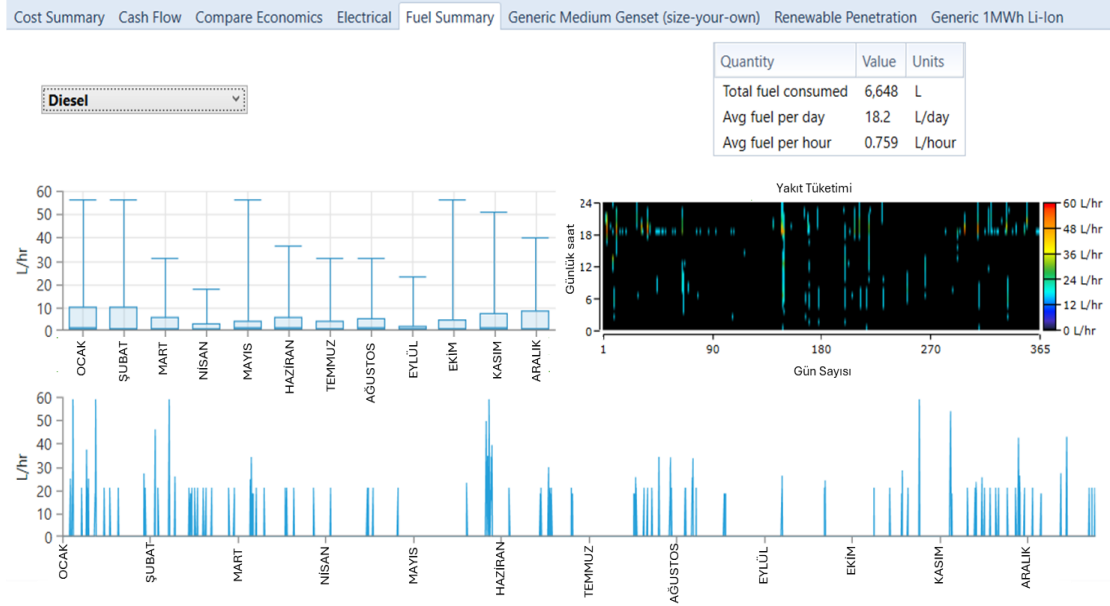 Cost Summary Cash Flow Compare Economics Electrical Fuel Summary Generic Medium Genset (size-your-own) Renewable Penetration Generic 1MWh Li-Ion
Diesel
Quantity Value Units
Total fuel consumed 6,648 L
Avg fuel per day 18.2 L/day
Avg fuel per hour 0.759 L/hour
60
50
40
30
20
10
0
L/hr
OCAK
ŞUBAT
MART
NİSAN
MAYIS
HAZİRAN
TEMMUZ
AĞUSTOS
EYLÜL
EKİM
KASIM
ARALIK
Yakıt Tüketimi
24
18
12
6
0
Günlük saat
1 90 180 270 365
Gün Sayısı
60 L/hr
48 L/hr
36 L/hr
24 L/hr
12 L/hr
0 L/hr
60
50
40
30
20
10
0
L/hr
OCAK
ŞUBAT
MART
NİSAN
MAYIS
HAZİRAN
TEMMUZ
AĞUSTOS
EYLÜL
EKİM
KASIM
ARALIK